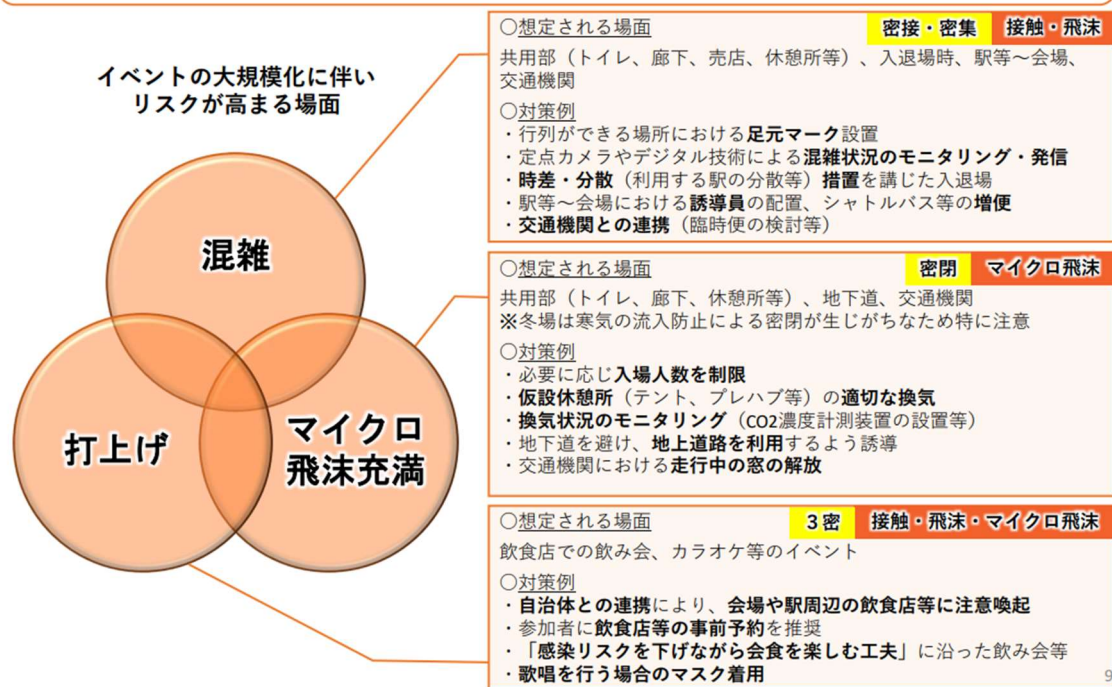 イベントの大規模化に伴い
リスクが高まる場面
混雑
打上げ
マイクロ
飛沫充満
○想定される場面
密接・密集
接触・飛沫
共用部（トイレ、廊下、売店、休憩所等）、入退場時、駅等～会場、
交通機関
○対策例
・行列ができる場所における足元マーク設置
・定点カメラやデジタル技術による混雑状況のモニタリング・発信
・時差・分散（利用する駅の分散等）措置を講じた入退場
・駅等～会場における誘導員の配置、シャトルバス等の増便
・交通機関との連携（臨時便の検討等）
○想定される場面
密閉
マイクロ飛沫
共用部（トイレ、廊下、休憩所等）、地下道、交通機関
※冬場は寒気の流入防止による密閉が生じがちなため特に注意
○対策例
・必要に応じ入場人数を制限
・仮設休憩所（テント、プレハブ等）の適切な換気
・換気状況のモニタリング（CO2濃度計測装置の設置等）
・地下道を避け、地上道路を利用するよう誘導
・交通機関における走行中の窓の解放
○想定される場面
３密
接触・飛沫・マイクロ飛沫
飲食店での飲み会、カラオケ等のイベント
○対策例
・自治体との連携により、会場や駅周辺の飲食店等に注意喚起
・参加者に飲食店等の事前予約を推奨
・「感染リスクを下げながら会食を楽しむ工夫」に沿った飲み会等
・歌唱を行う場合のマスク着用
9